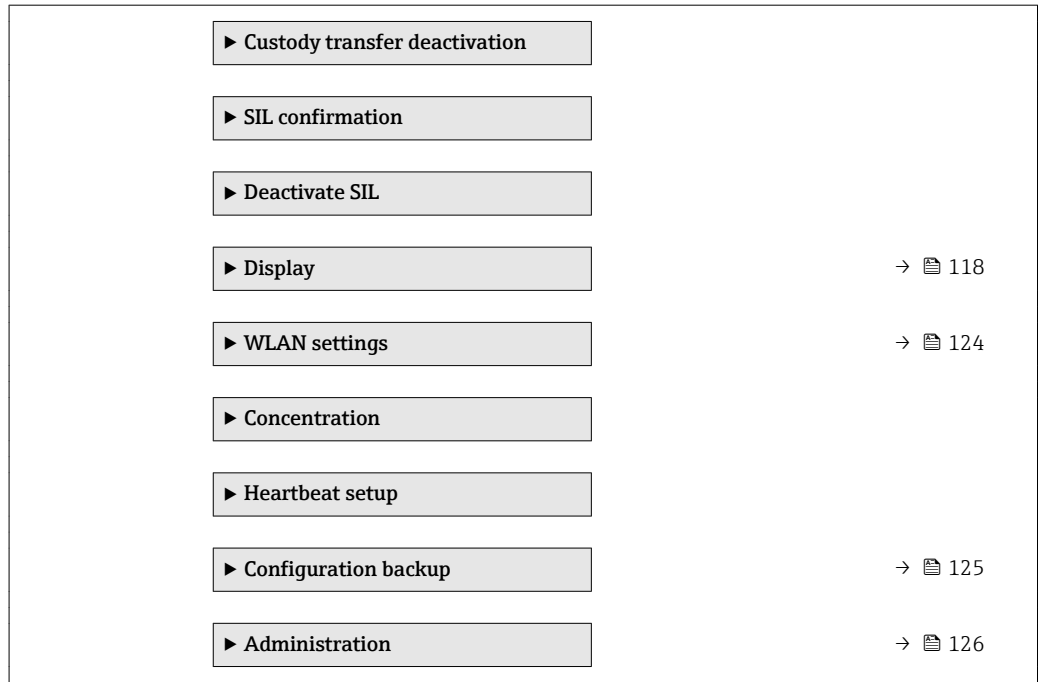 ▶ Custody transfer deactivation
▶ SIL confirmation
▶ Deactivate SIL
▶ Display → 🖹 118
▶ WLAN settings → 🖹 124
▶ Concentration
▶ Heartbeat setup
▶ Configuration backup → 🖹 125
▶ Administration → 🖹 126